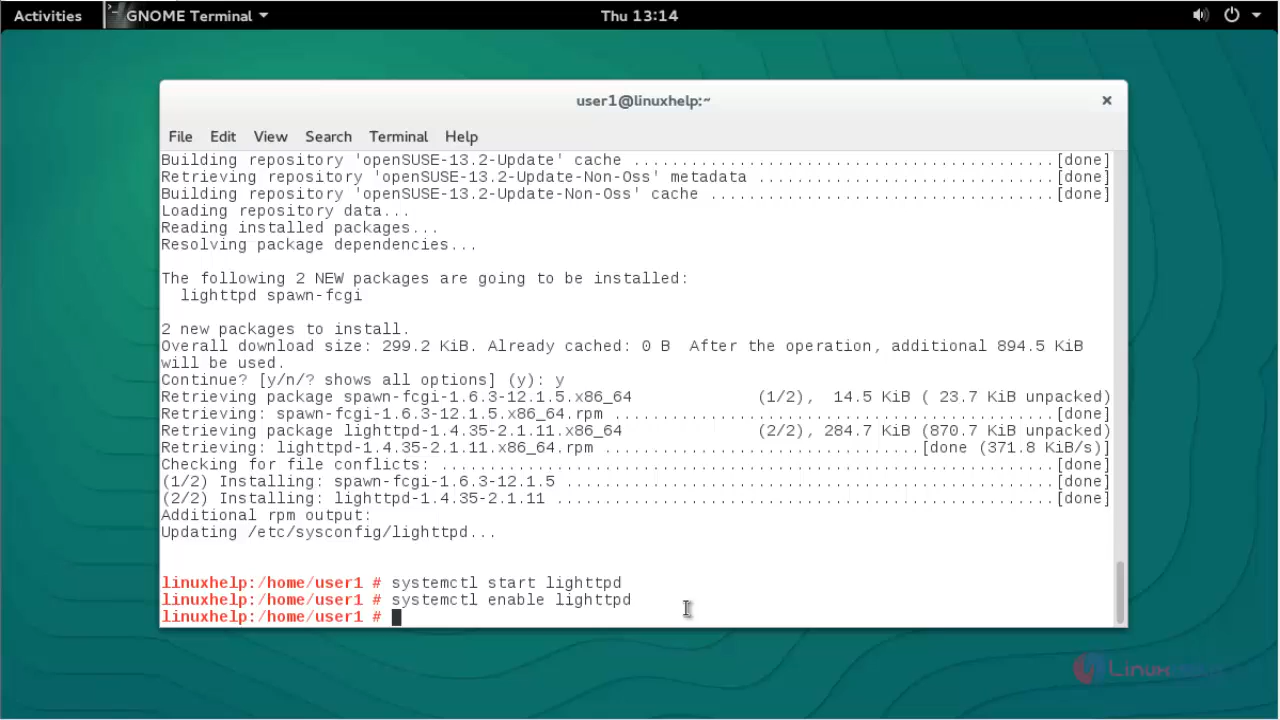 Activities GNOME Terminal Thu 13:14
user1@linuxhelp:~
File Edit View Search Terminal Help
Building repository 'openSUSE-13.2-Update' cache ............................................[done]
Retrieving repository 'openSUSE-13.2-Update-Non-Oss' metadata ...............................[done]
Building repository 'openSUSE-13.2-Update-Non-Oss' cache ....................................[done]
Loading repository data...
Reading installed packages...
Resolving package dependencies...
The following 2 NEW packages are going to be installed:
lighttpd spawn-fcgi
2 new packages to install.
Overall download size: 299.2 KiB. Already cached: 0 B  After the operation, additional 894.5 KiB
will be used.
Continue? [y/n/? shows all options] (y): y
Retrieving package spawn-fcgi-1.6.3-12.1.5.x86_64 (1/2),  14.5 KiB ( 23.7 KiB unpacked)
Retrieving: spawn-fcgi-1.6.3-12.1.5.x86_64.rpm ..............................................[done]
Retrieving package lighttpd-1.4.35-2.1.11.x86_64 (2/2), 284.7 KiB (870.7 KiB unpacked)
Retrieving: lighttpd-1.4.35-2.1.11.x86_64.rpm .................................[done (371.8 KiB/s)]
Checking for file conflicts: ................................................................[done]
(1/2) Installing: spawn-fcgi-1.6.3-12.1.5 ...................................................[done]
(2/2) Installing: lighttpd-1.4.35-2.1.11 ....................................................[done]
Additional rpm output:
Updating /etc/sysconfig/lighttpd...
linuxhelp:/home/user1 # systemctl start lighttpd
linuxhelp:/home/user1 # systemctl enable lighttpd
linuxhelp:/home/user1 #